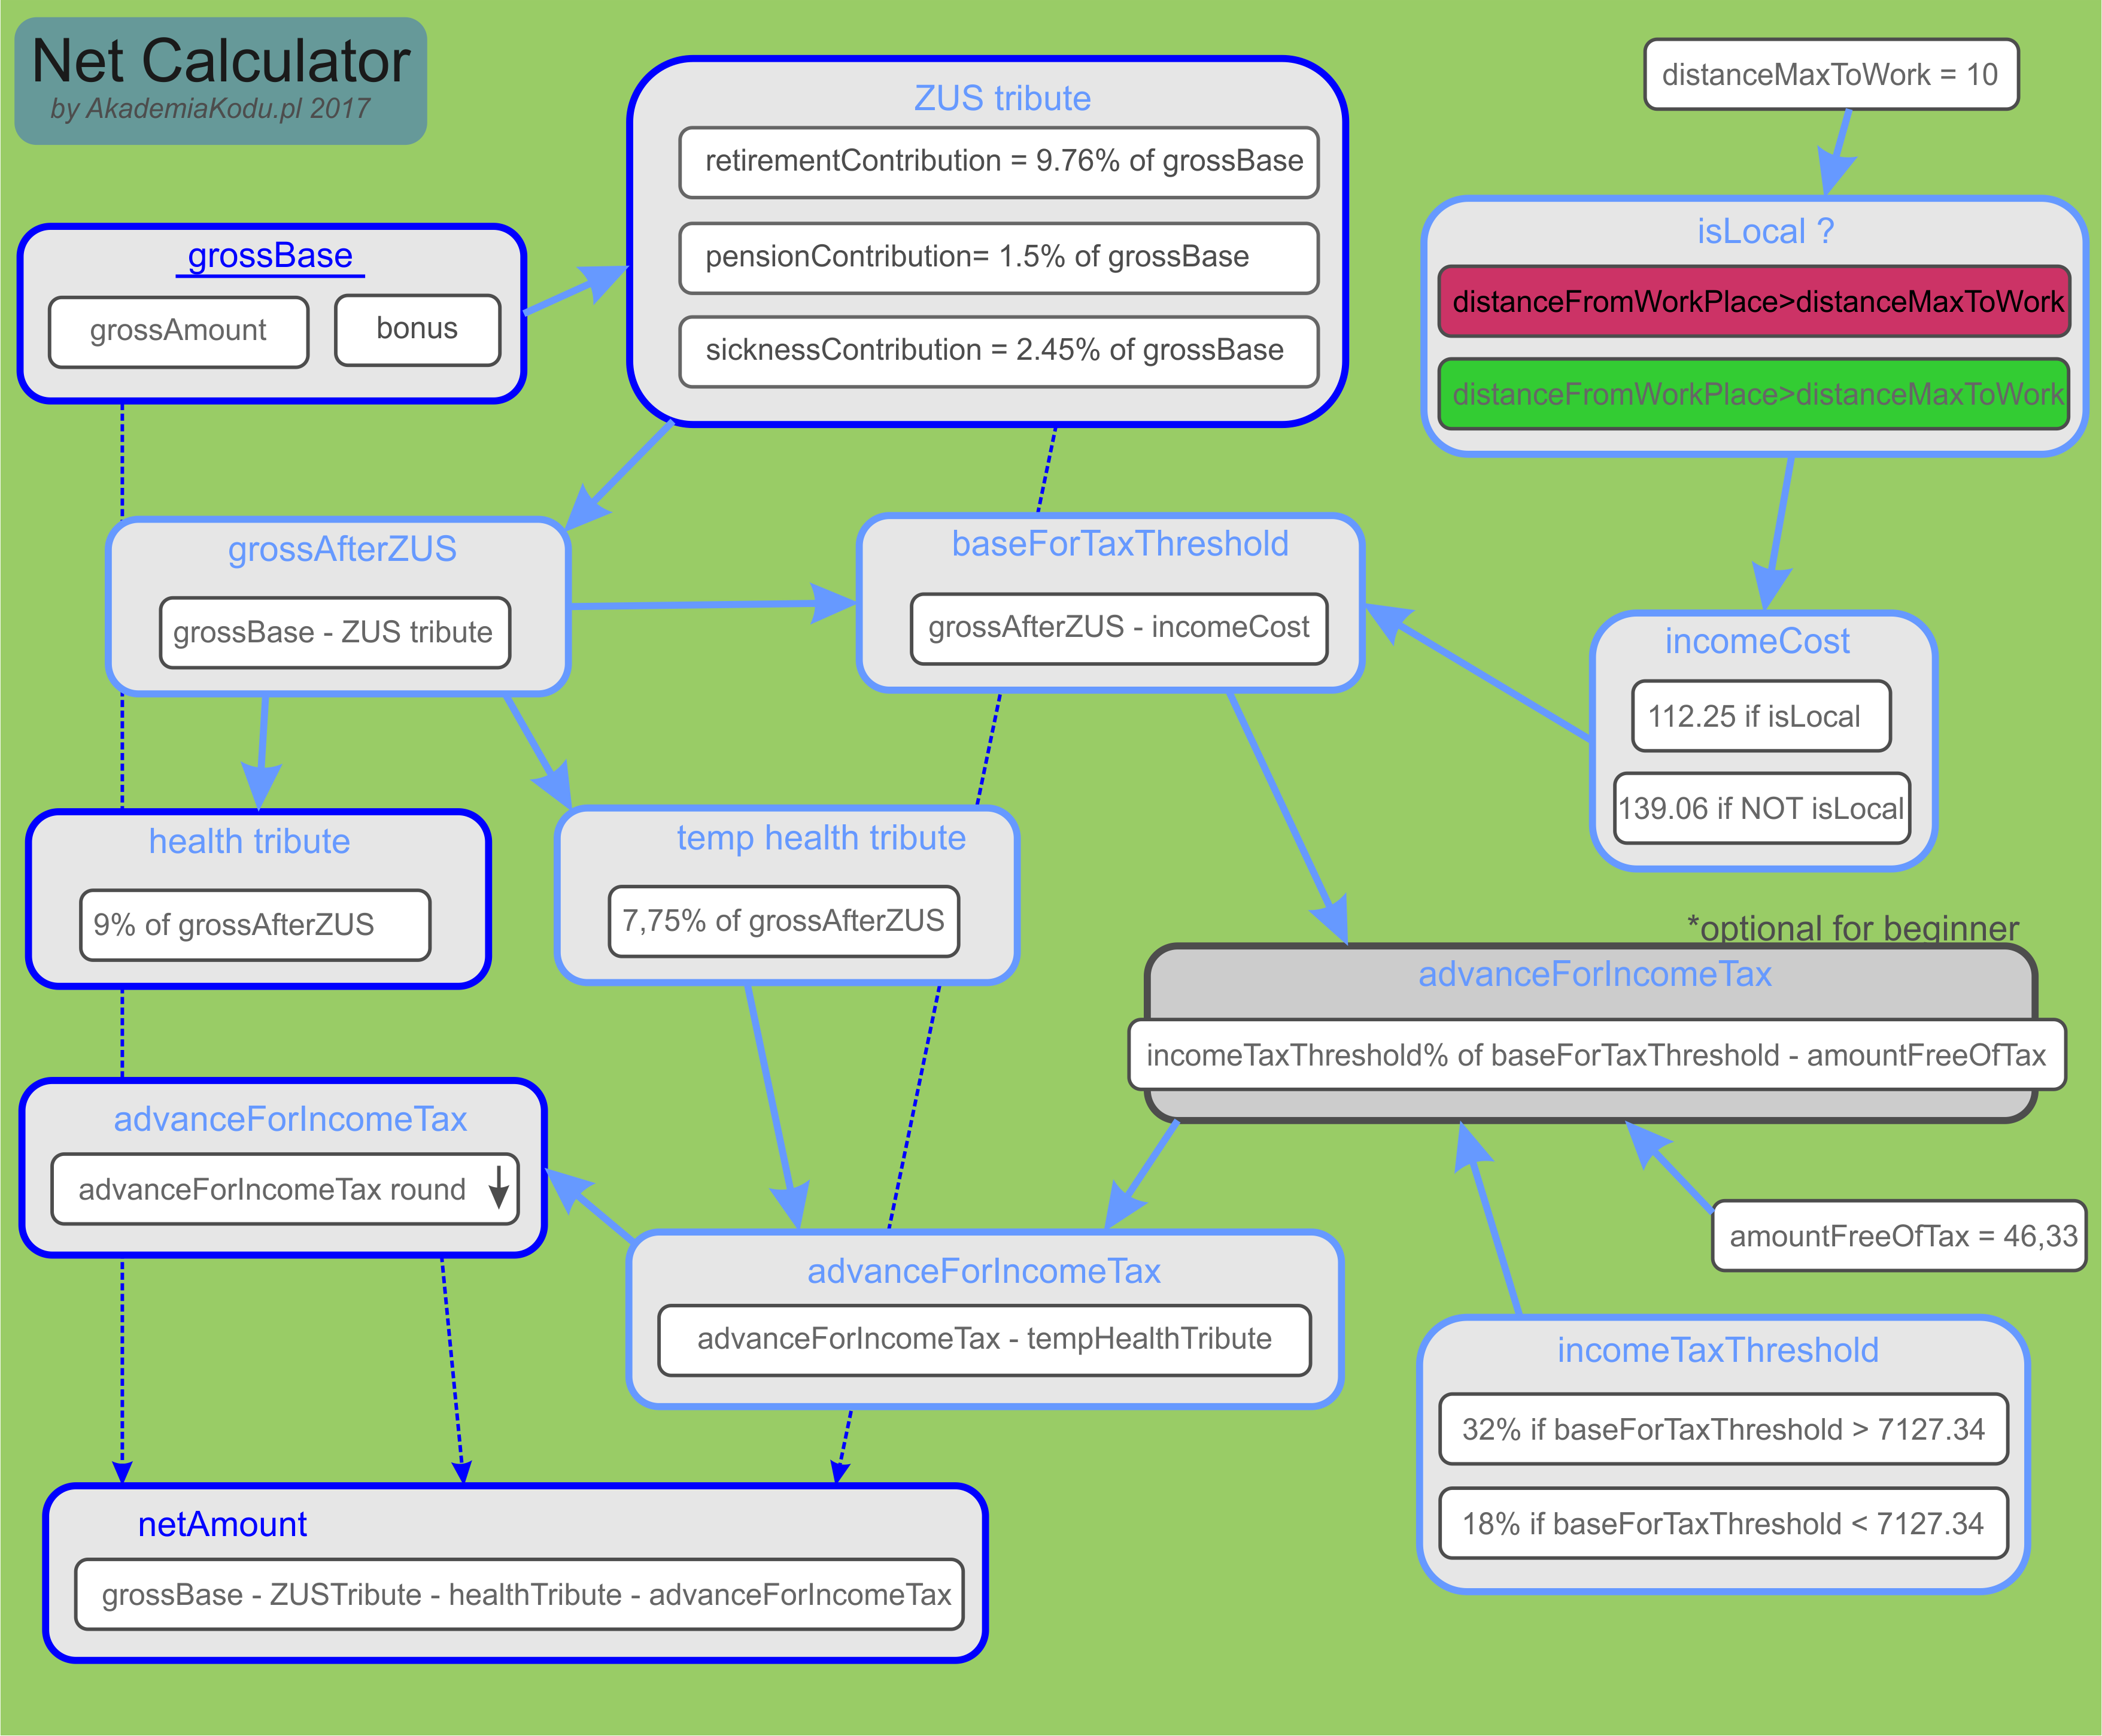 Net Calculator
by AkademiaKodu.pl 2017
distanceMaxToWork = 10
ZUS tribute
retirementContribution = 9.76% of grossBase
pensionContribution= 1.5% of grossBase
sicknessContribution = 2.45% of grossBase
grossBase
grossAmount
bonus
isLocal ?
distanceFromWorkPlace>distanceMaxToWork
distanceFromWorkPlace>distanceMaxToWork
grossAfterZUS
grossBase - ZUS tribute
baseForTaxThreshold
grossAfterZUS - incomeCost
incomeCost
112.25 if isLocal
139.06 if NOT isLocal
health tribute
9% of grossAfterZUS
temp health tribute
7,75% of grossAfterZUS
*optional for beginner
advanceForIncomeTax
incomeTaxThreshold% of baseForTaxThreshold - amountFreeOfTax
advanceForIncomeTax
advanceForIncomeTax round
amountFreeOfTax = 46,33
advanceForIncomeTax
advanceForIncomeTax - tempHealthTribute
incomeTaxThreshold
32% if baseForTaxThreshold > 7127.34
18% if baseForTaxThreshold < 7127.34
netAmount
grossBase - ZUSTribute - healthTribute - advanceForIncomeTax